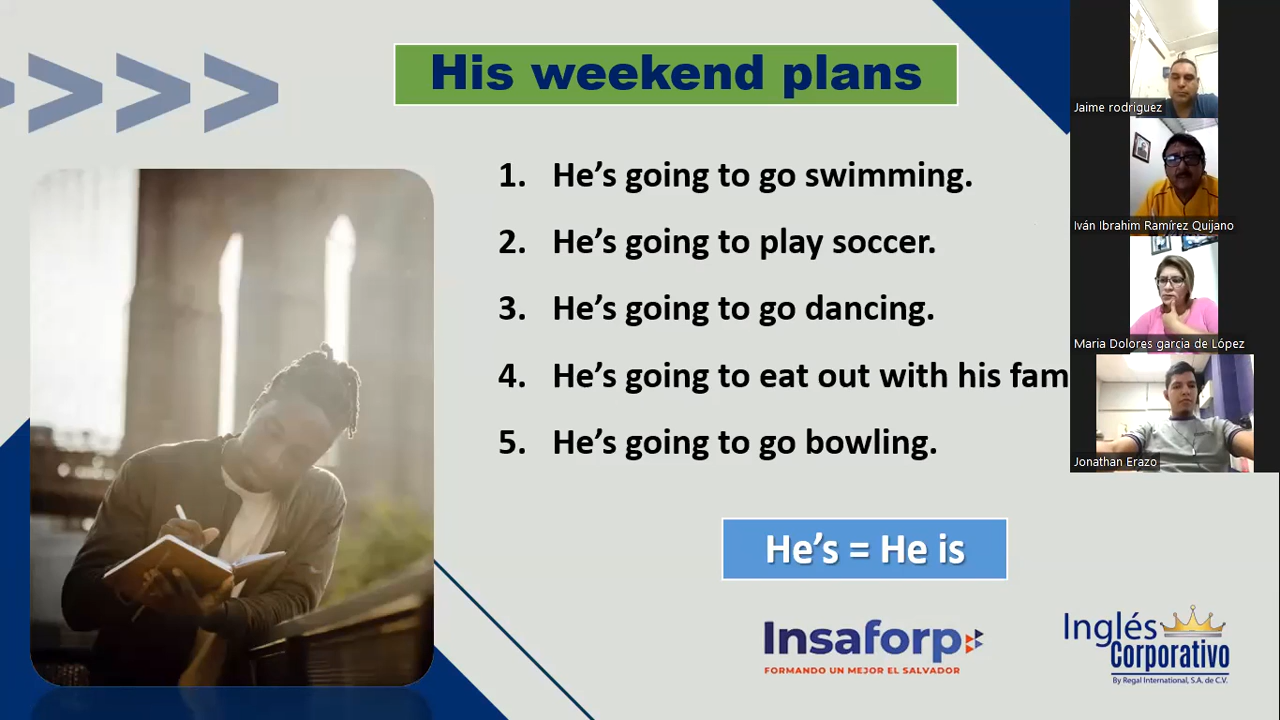 His weekend plans
1. He's going to go swimming.
2. He's going to play soccer.
3. He's going to go dancing.
4. He's going to eat out with his fam
5. He's going to go bowling.
He's = He is
Insaforp
FORMANDO UN MEJOR EL SALVADOR
Inglés
Corporativo
By Regal International, S.A. de C.V.
Jaime rodriguez
Iván Ibrahim Ramírez Quijano
Maria Dolores garçia de López
Jonathan Erazo